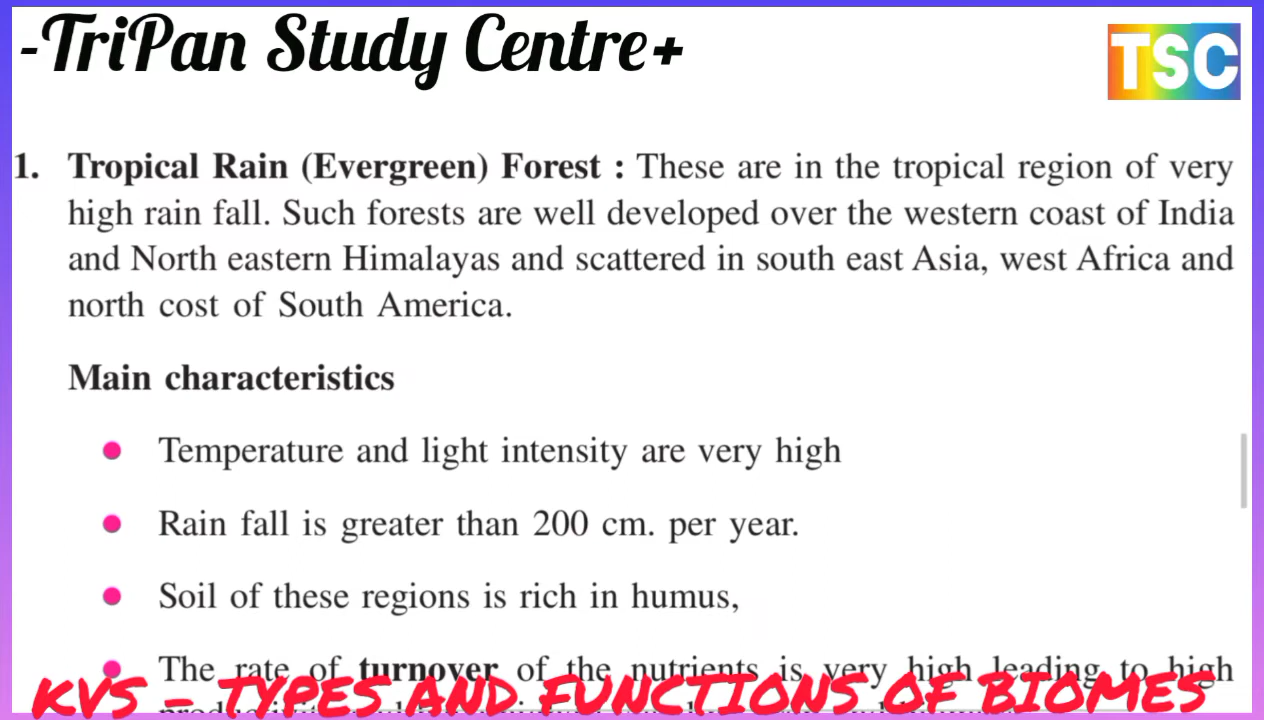 -TriPan Study Centre+
TSC
1. Tropical Rain (Evergreen) Forest : These are in the tropical region of very
high rain fall. Such forests are well developed over the western coast of India
and North eastern Himalayas and scattered in south east Asia, west Africa and
north cost of South America.
Main characteristics
● Temperature and light intensity are very high
● Rain fall is greater than 200 cm. per year.
● Soil of these regions is rich in humus,
● The rate of turnover of the nutrients is very high leading to high
KVS - TYPES AND FUNCTIONS OF BIOMES